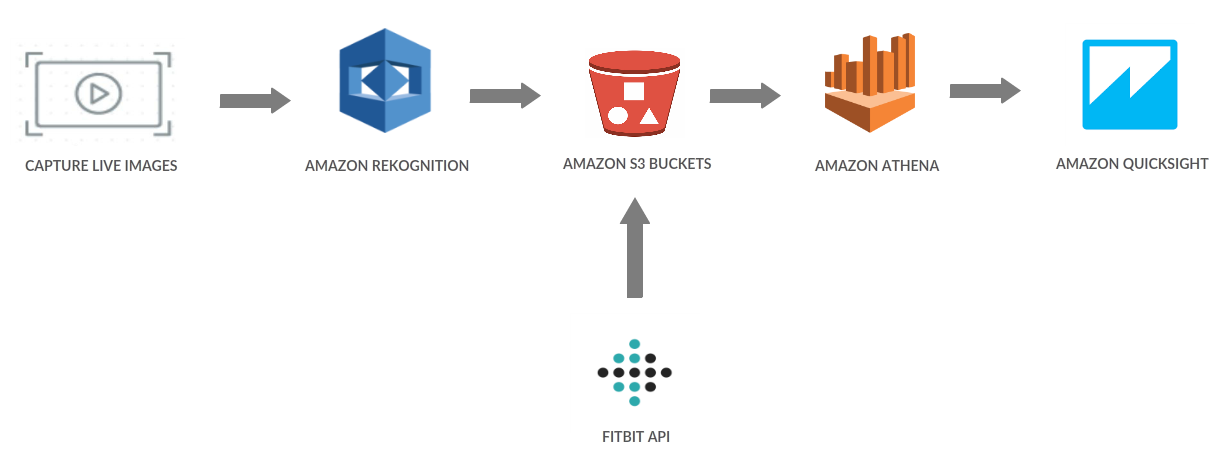 CAPTURE LIVE IMAGES
AMAZON REKOGNITION
AMAZON S3 BUCKETS
AMAZON ATHENA
AMAZON QUICKSIGHT
FITBIT API